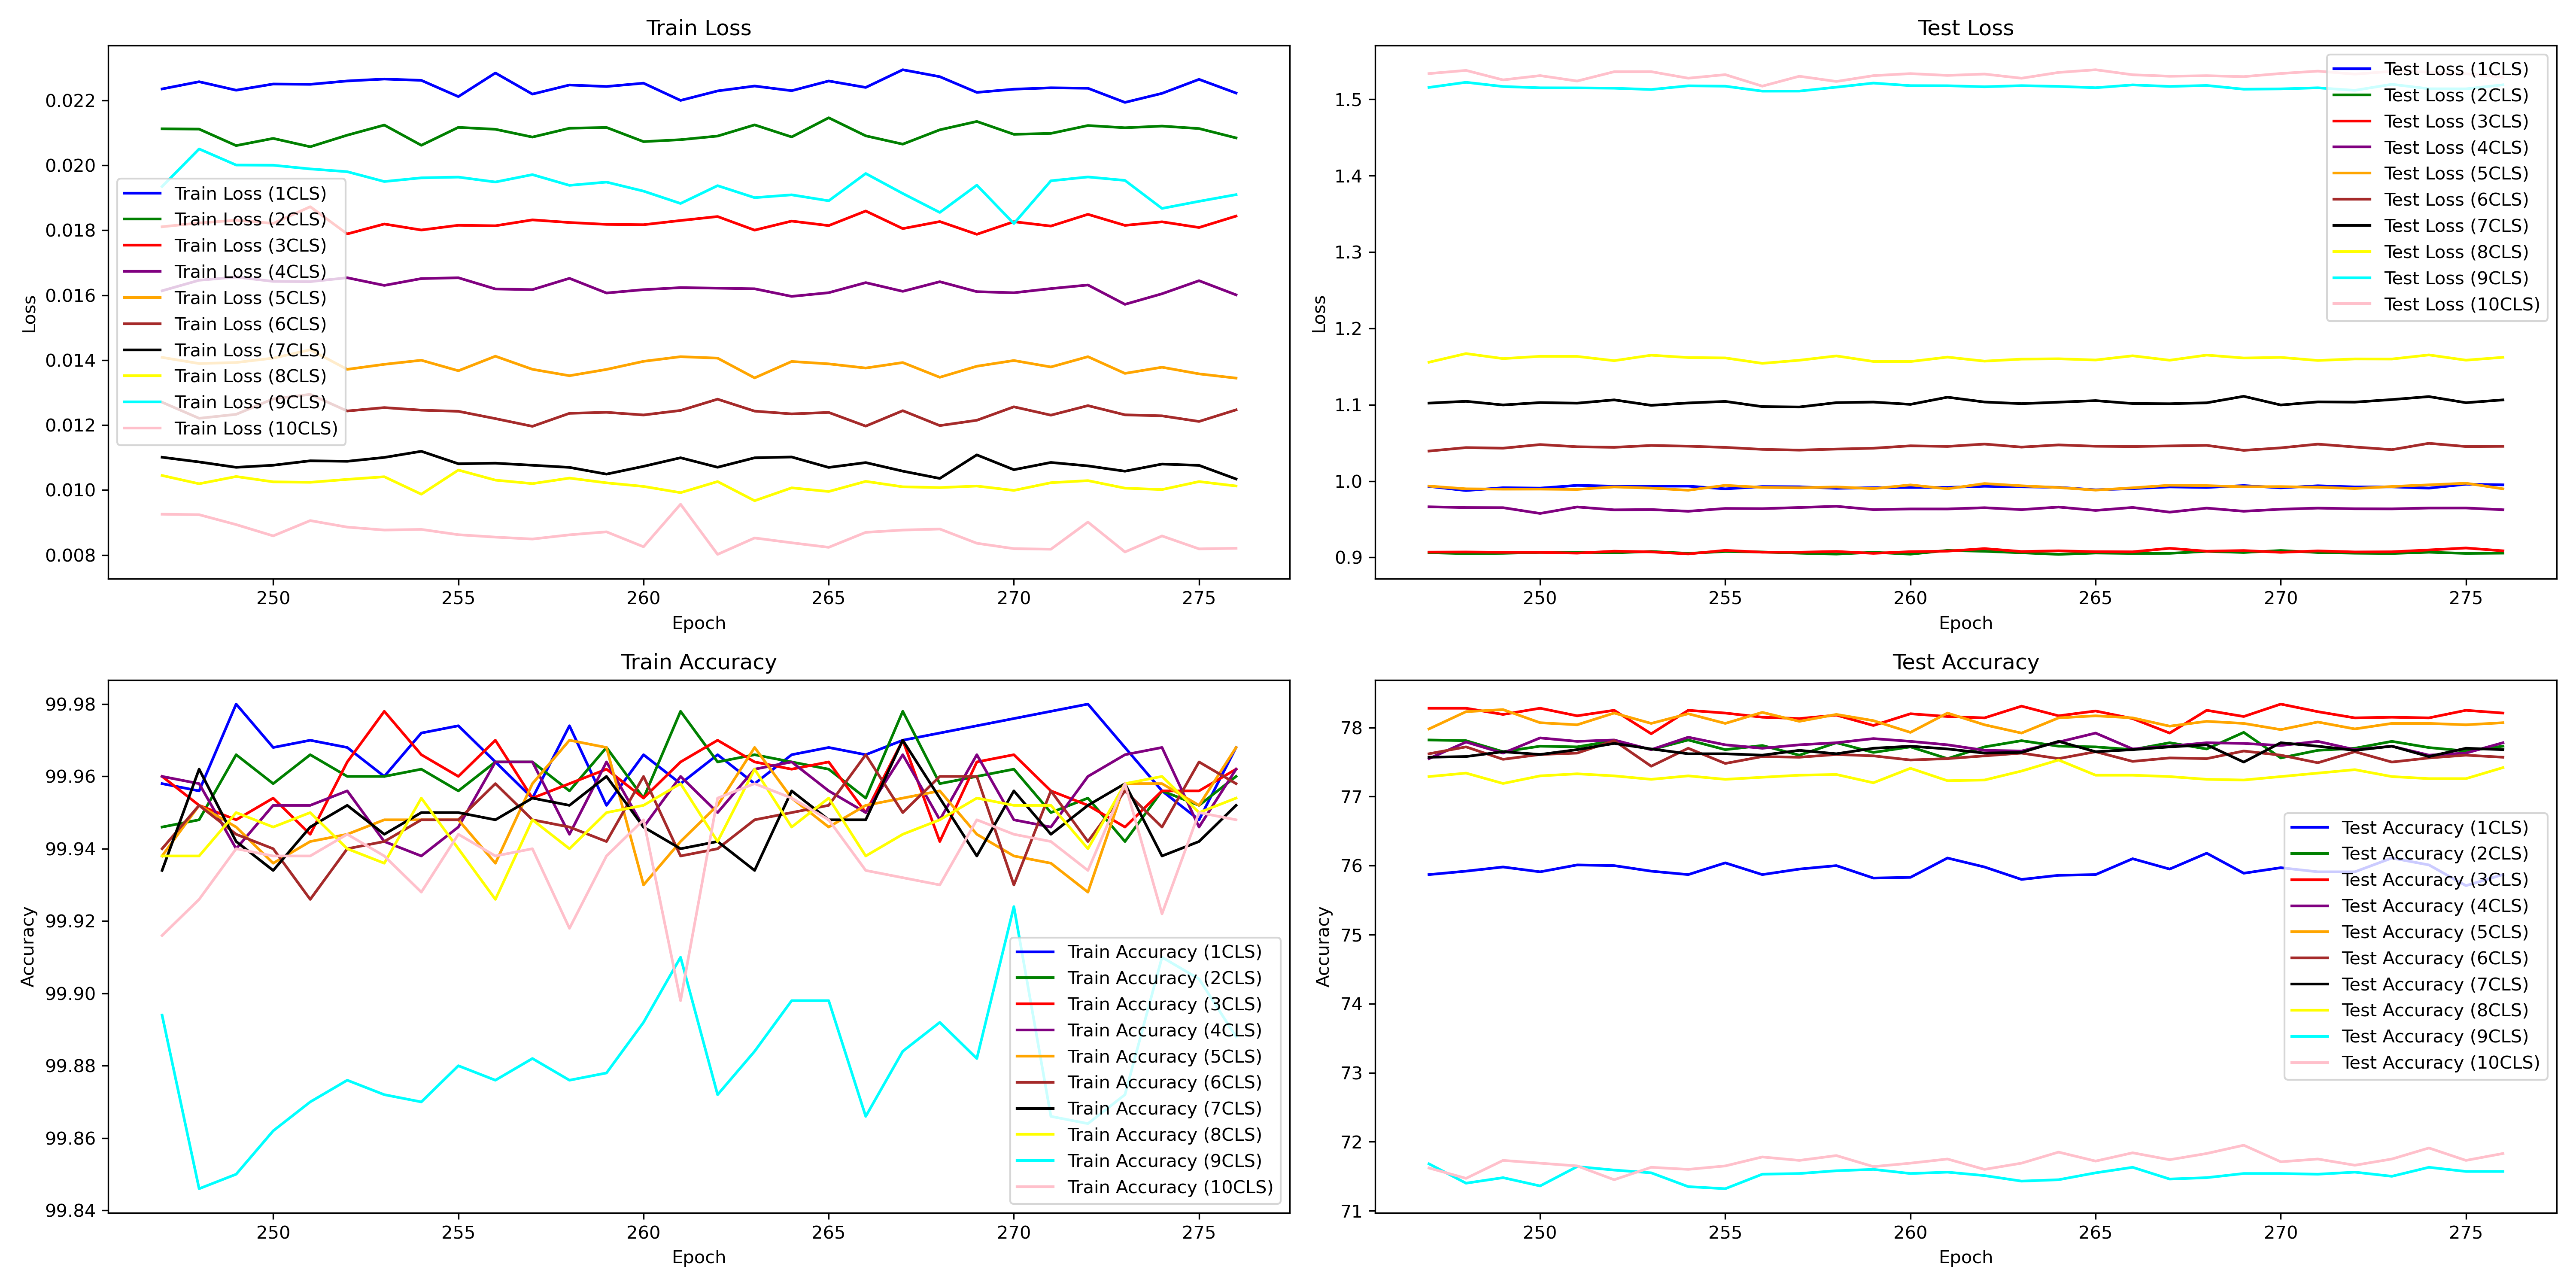 Train Loss
Loss
0.022
0.020
0.018
0.016
0.014
0.012
0.010
0.008
Train Loss (1CLS)
Train Loss (2CLS)
Train Loss (3CLS)
Train Loss (4CLS)
Train Loss (5CLS)
Train Loss (6CLS)
Train Loss (7CLS)
Train Loss (8CLS)
Train Loss (9CLS)
Train Loss (10CLS)
250 255 260 265 270 275
Epoch
Test Loss
Loss
1.5
1.4
1.3
1.2
1.1
1.0
0.9
Test Loss (1CLS)
Test Loss (2CLS)
Test Loss (3CLS)
Test Loss (4CLS)
Test Loss (5CLS)
Test Loss (6CLS)
Test Loss (7CLS)
Test Loss (8CLS)
Test Loss (9CLS)
Test Loss (10CLS)
250 255 260 265 270 275
Epoch
Train Accuracy
Accuracy
99.98
99.96
99.94
99.92
99.90
99.88
99.86
99.84
Train Accuracy (1CLS)
Train Accuracy (2CLS)
Train Accuracy (3CLS)
Train Accuracy (4CLS)
Train Accuracy (5CLS)
Train Accuracy (6CLS)
Train Accuracy (7CLS)
Train Accuracy (8CLS)
Train Accuracy (9CLS)
Train Accuracy (10CLS)
250 255 260 265 270 275
Epoch
Test Accuracy
Accuracy
78
77
76
75
74
73
72
71
Test Accuracy (1CLS)
Test Accuracy (2CLS)
Test Accuracy (3CLS)
Test Accuracy (4CLS)
Test Accuracy (5CLS)
Test Accuracy (6CLS)
Test Accuracy (7CLS)
Test Accuracy (8CLS)
Test Accuracy (9CLS)
Test Accuracy (10CLS)
250 255 260 265 270 275
Epoch